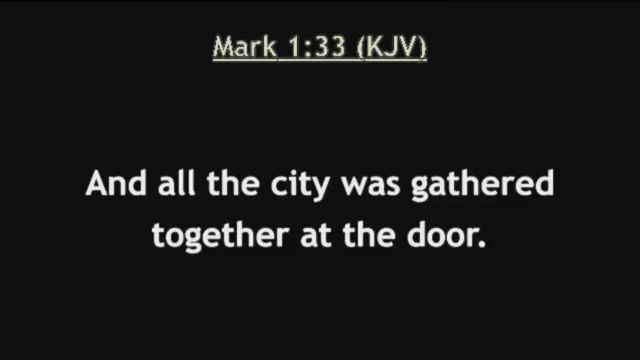 Mark 1:33 (KJV)
And all the city was gathered
together at the door.